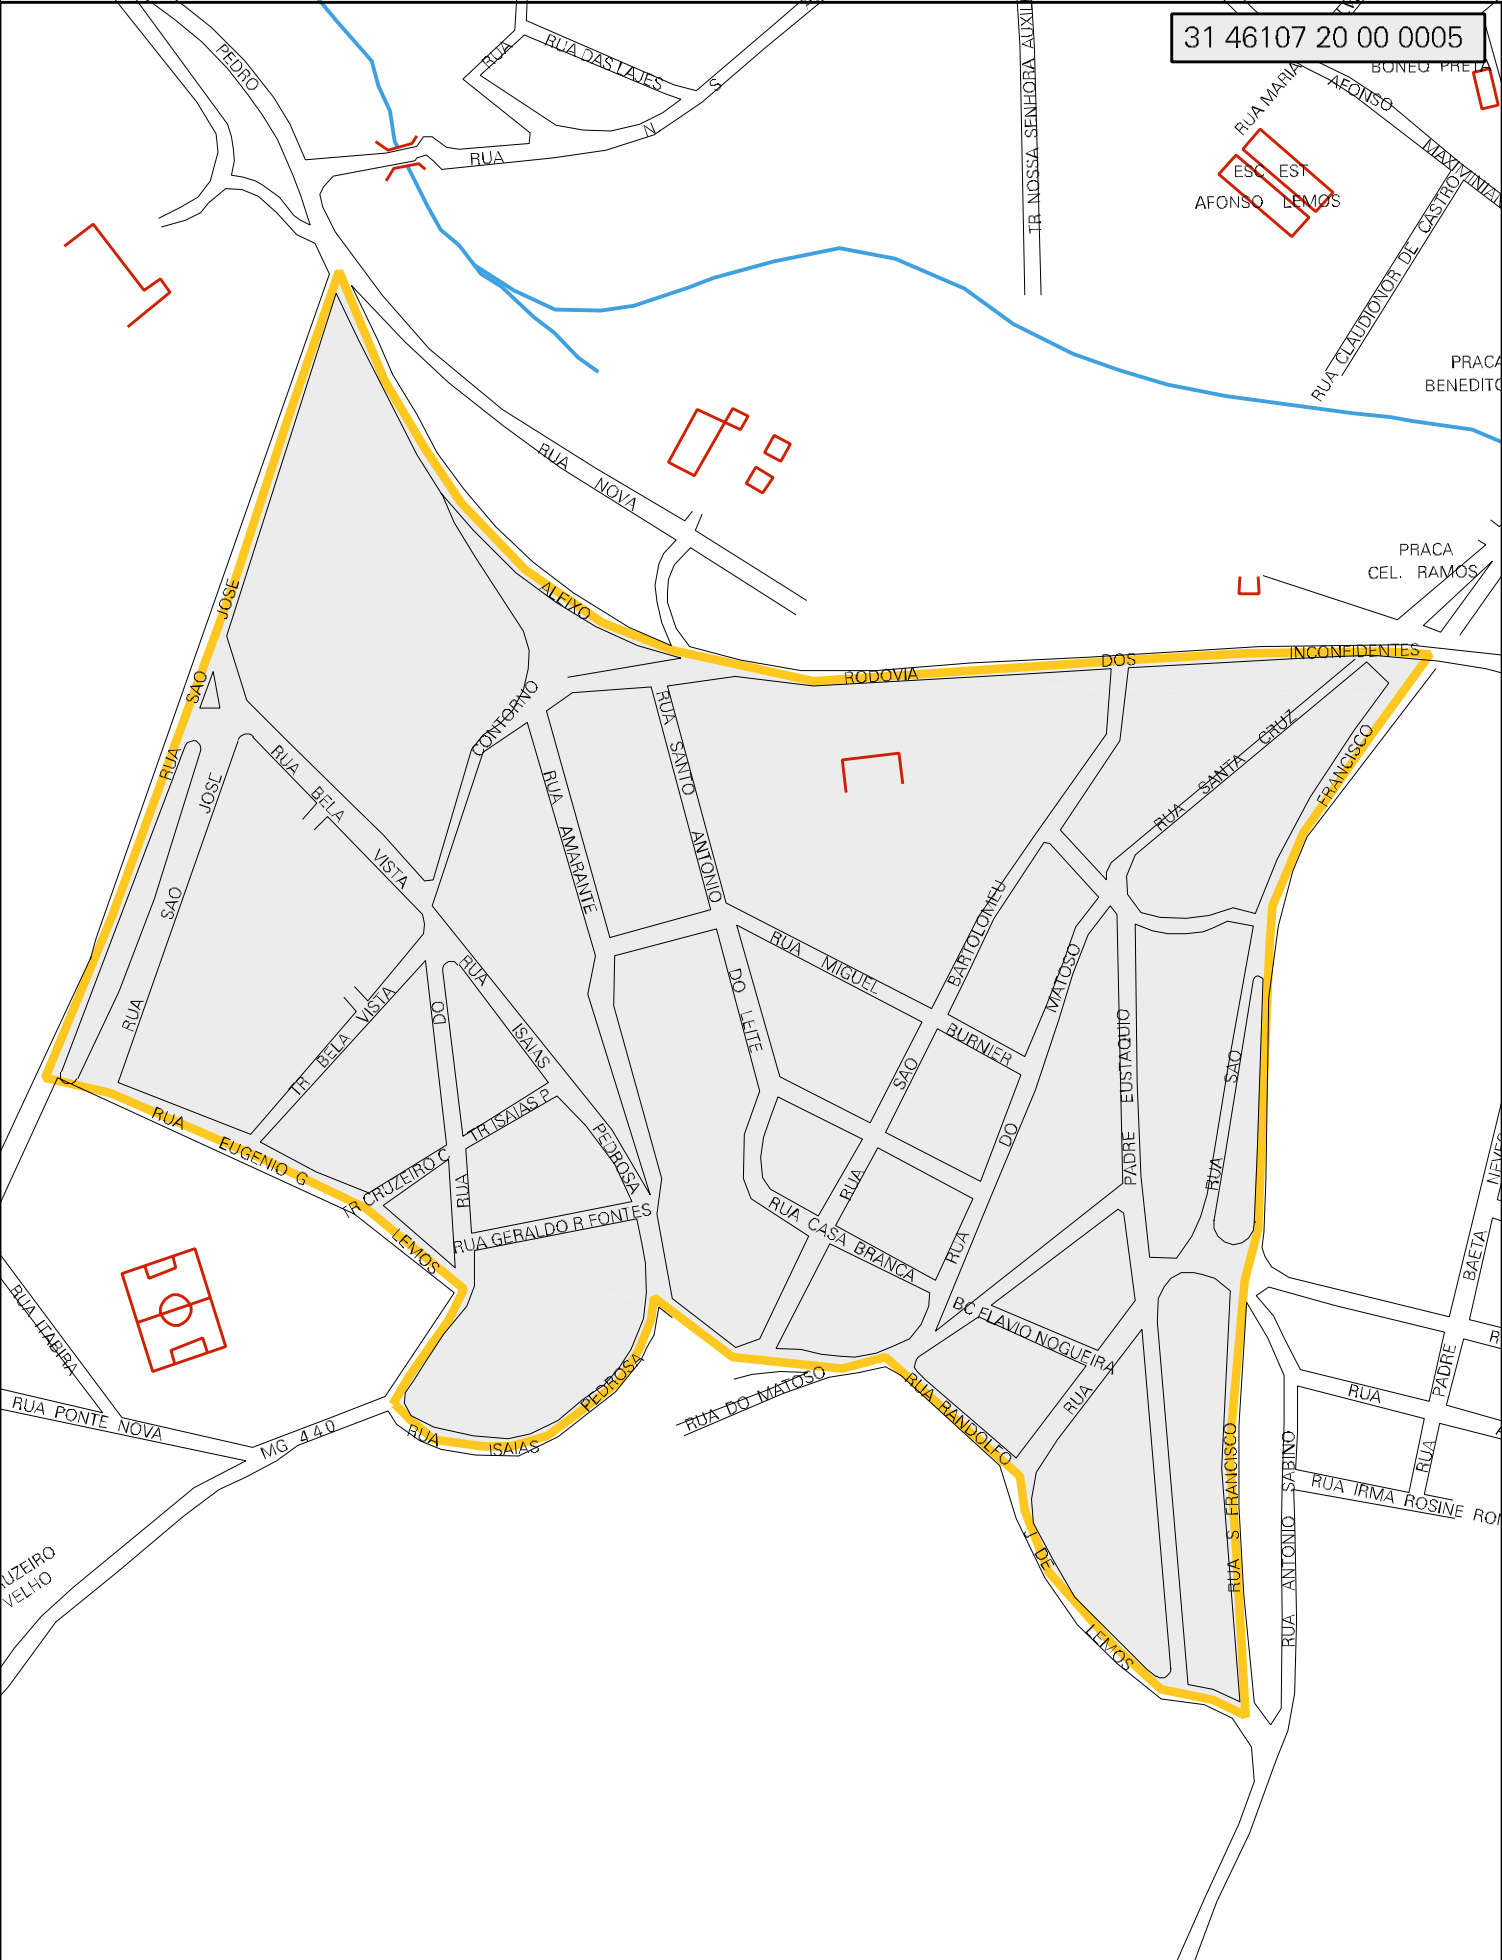 31 46107 20 00 0005
PEDRO
RUA
RUA DAS LAJES
S
N
RUA
TR NOSSA SENHORA AUXIL
RUA MARIA
BONEQ PRETA
AFONSO
MAXIMINIA
ESC EST
AFONSO LEMOS
RUA CLAUDIONOR DE CASTRO
PRACA
BENEDITO
RUA NOVA
PRACA
CEL. RAMOS
RUA SAO JOSE
ALEIXO
RODOVIA DOS INCONFIDENTES
CONTORNO
RUA SANTO ANTONIO
RUA SANTA CRUZ
FRANCISCO
RUA SAO JOSE
RUA BELA VISTA
RUA AMARANTE
DO LEITE
RUA MIGUEL BURNIER
RUA SAO BARTOLOMEU
RUA DO MATOSO
PADRE EUSTAQUIO
RUA SAO
TR BELA VISTA
RUA DO
RUA ISAIAS PEDROSA
TR ISAIAS P
TR CRUZEIRO C
RUA GERALDO R FONTES
RUA EUGENIO G LEMOS
RUA CASA BRANCA
BC FLAVIO NOGUEIRA
RUA
RUA ITABIRA
RUA PONTE NOVA
MG 440
RUA ISAIAS PEDROSA
RUA DO MATOSO
RUA RANDOLFO J DE LEMOS
RUA S FRANCISCO
RUA ANTONIO SABINO
RUA PADRE BAETA NEVES
RUA
R
RUA IRMA ROSINE RO
UZEIRO
VELHO